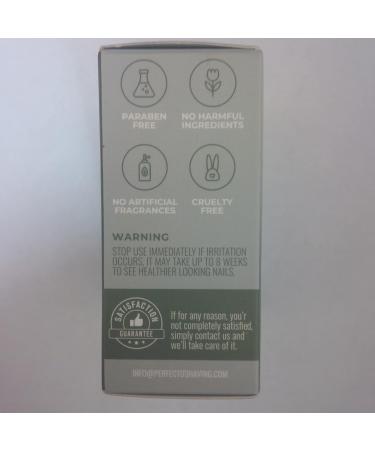 PARABEN
FREE
NO HARMFUL
INGREDIENTS
NO ARTIFICIAL
FRAGRANCES
CRUELTY
FREE
WARNING
STOP USE IMMEDIATELY IF IRRITATION
OCCURS. IT MAY TAKE UP TO 8 WEEKS
TO SEE HEALTHIER LOOKING NAILS.
SATISFACTION
GUARANTEE
If for any reason, you'r
not completely satisfied,
simply contact us and
we'll take care of it.
INFO@PERFECTOSHAVING.COM